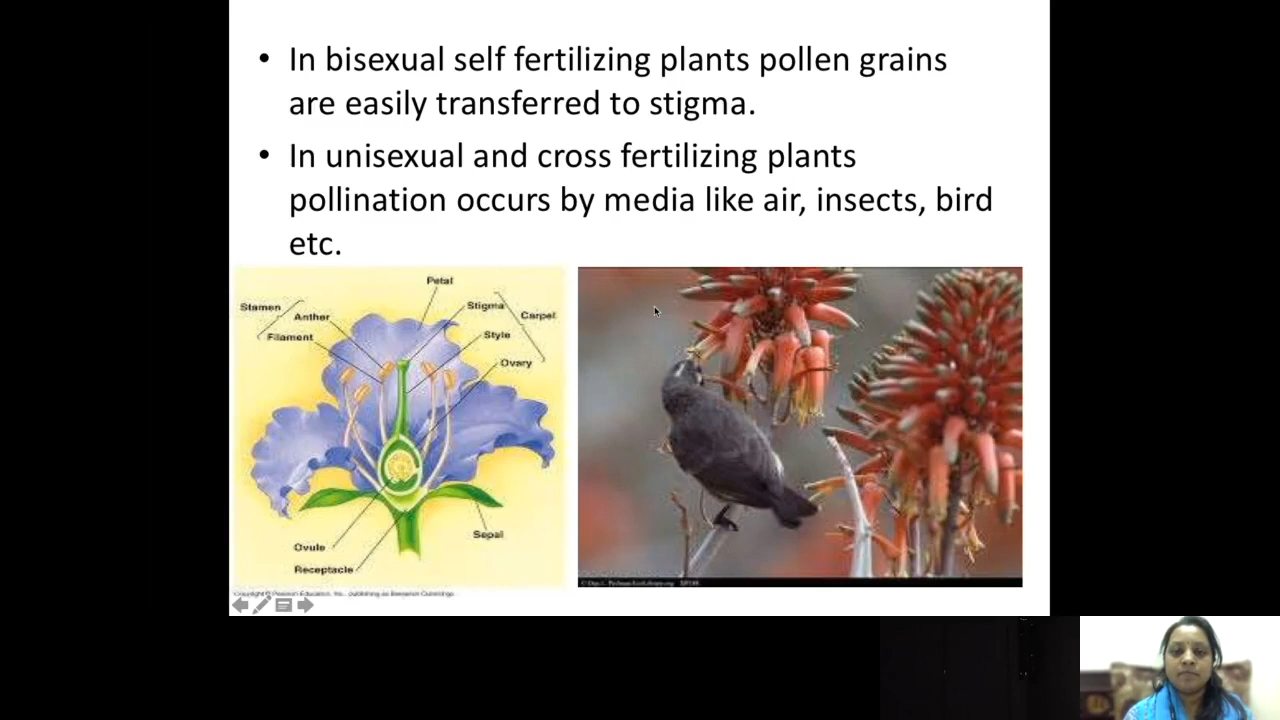 • In bisexual self fertilizing plants pollen grains
are easily transferred to stigma.
• In unisexual and cross fertilizing plants
pollination occurs by media like air, insects, bird
etc.
Petal
Stamen
Stigma
Anther
Carpel
Filament
Style
Ovary
Sepal
Ovule
Receptacle
Copyright © Pearson Education, Inc., publishing as Benjamin Cummings